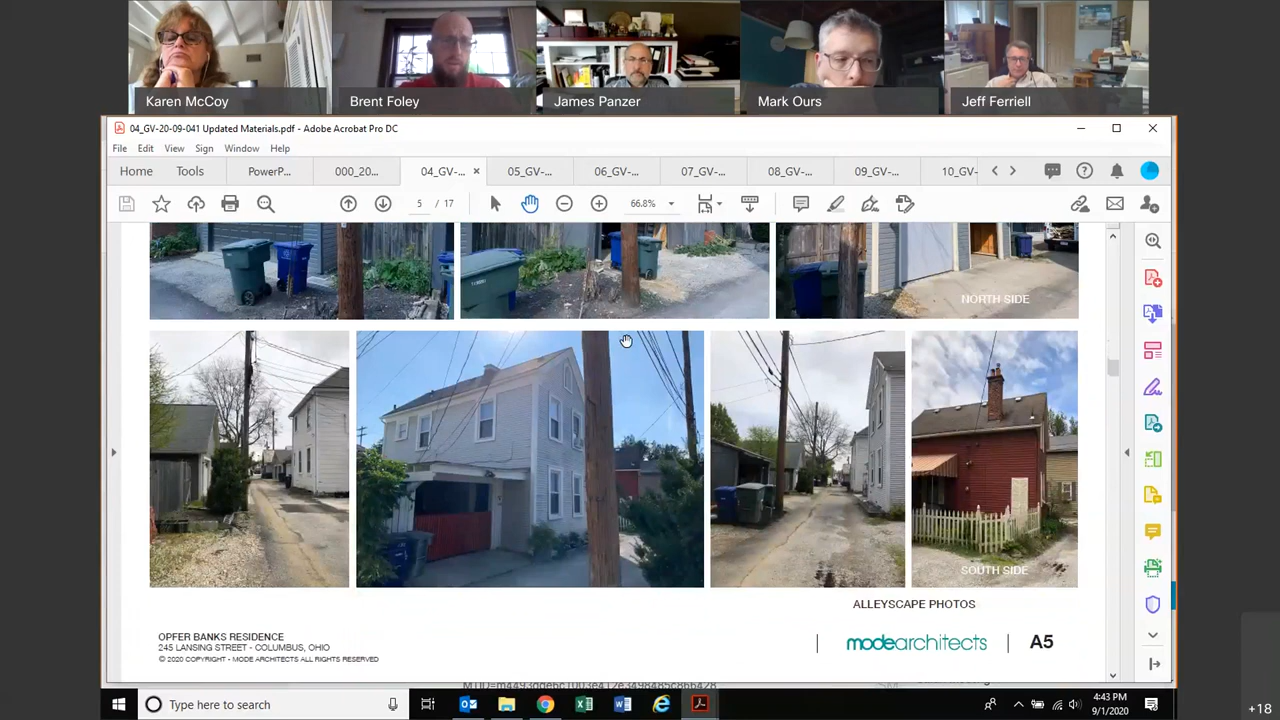 Karen McCoy
Brent Foley
James Panzer
Mark Ours
Jeff Ferriell
04_GV-20-09-041 Updated Materials.pdf - Adobe Acrobat Pro DC
File Edit View Sign Window Help
Home Tools PowerP... 000_20... 04_GV-... × 05_GV-... 06_GV-... 07_GV-... 08_GV-... 09_GV-... 10_GV-
5 / 17 66.8%
NORTH SIDE
SOUTH SIDE
ALLEYSCAPE PHOTOS
OPFER BANKS RESIDENCE
245 LANSING STREET - COLUMBUS, OHIO
© 2020 COPYRIGHT - MODE ARCHITECTS ALL RIGHTS RESERVED
modearchitects
A5
Type here to search
4:43 PM
9/1/2020
+18